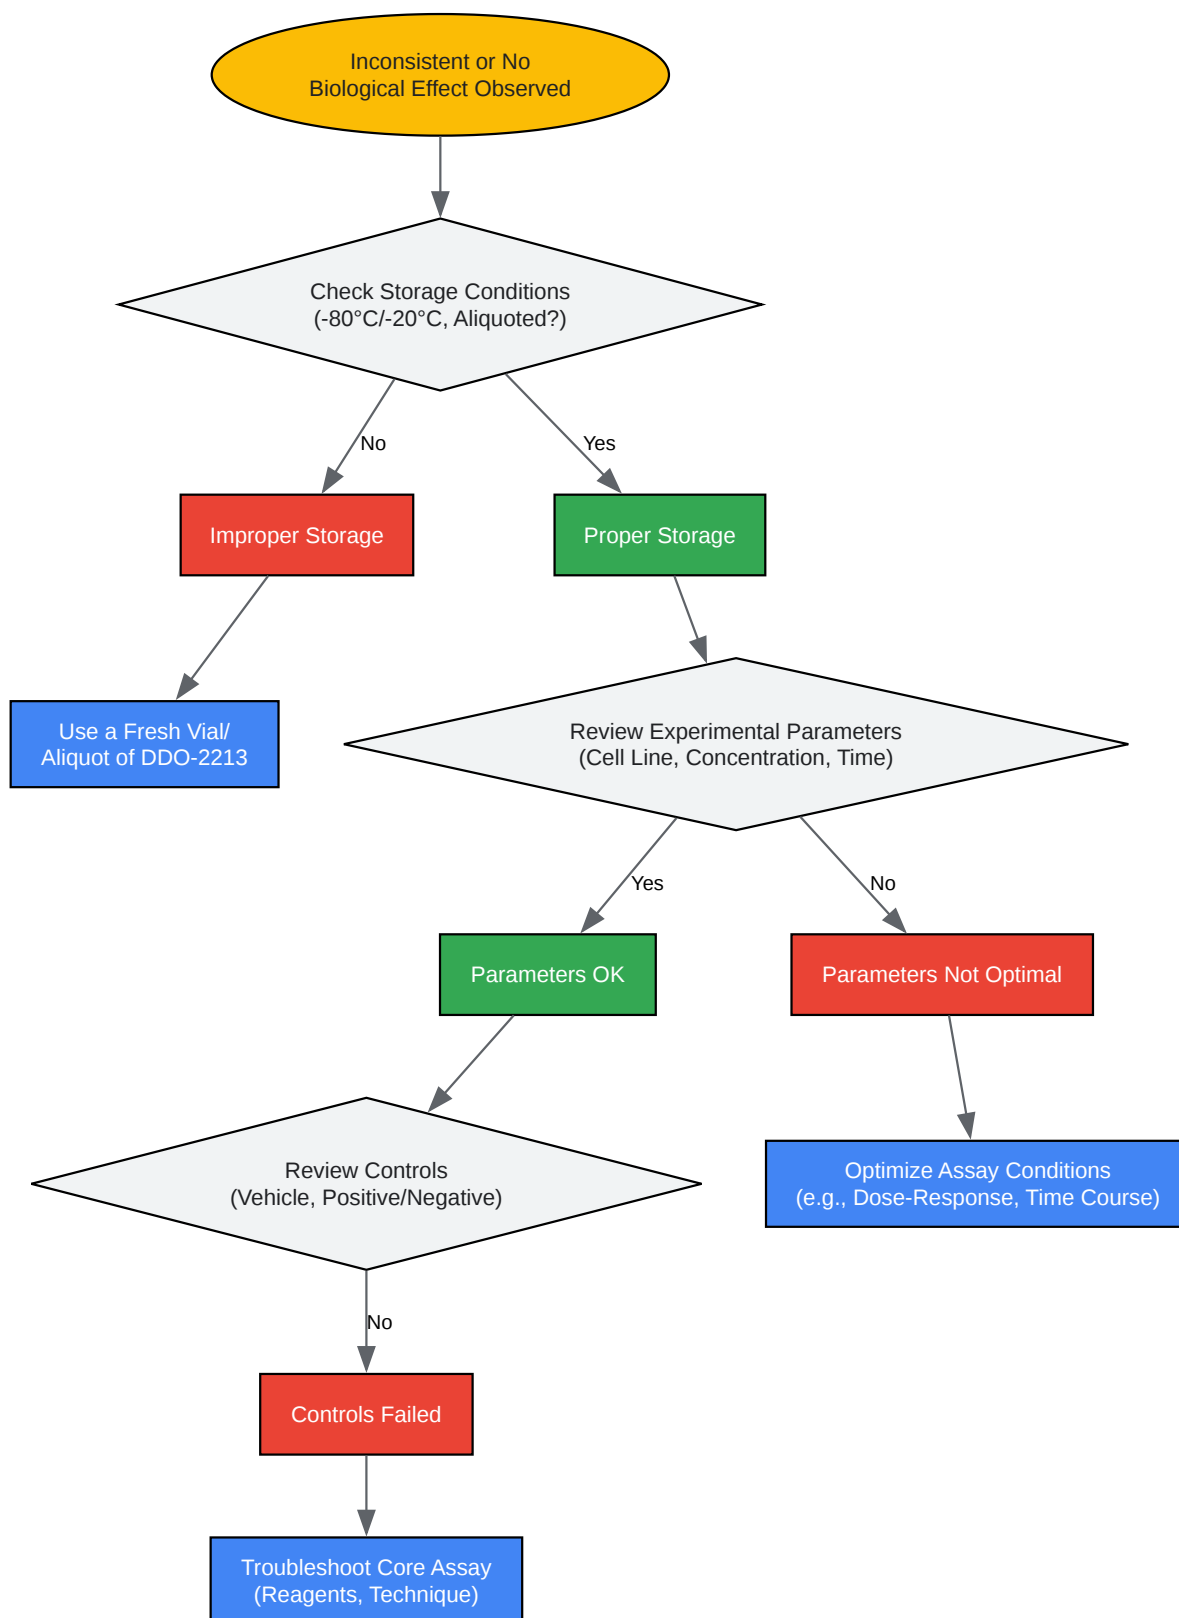 Inconsistent or No
Biological Effect Observed
Check Storage Conditions
(-80°C/-20°C, Aliquoted?)
No
Yes
Improper Storage
Proper Storage
Use a Fresh Vial/
Aliquot of DDO-2213
Review Experimental Parameters
(Cell Line, Concentration, Time)
Yes
No
Parameters OK
Parameters Not Optimal
Review Controls
(Vehicle, Positive/Negative)
Optimize Assay Conditions
(e.g., Dose-Response, Time Course)
No
Controls Failed
Troubleshoot Core Assay
(Reagents, Technique)